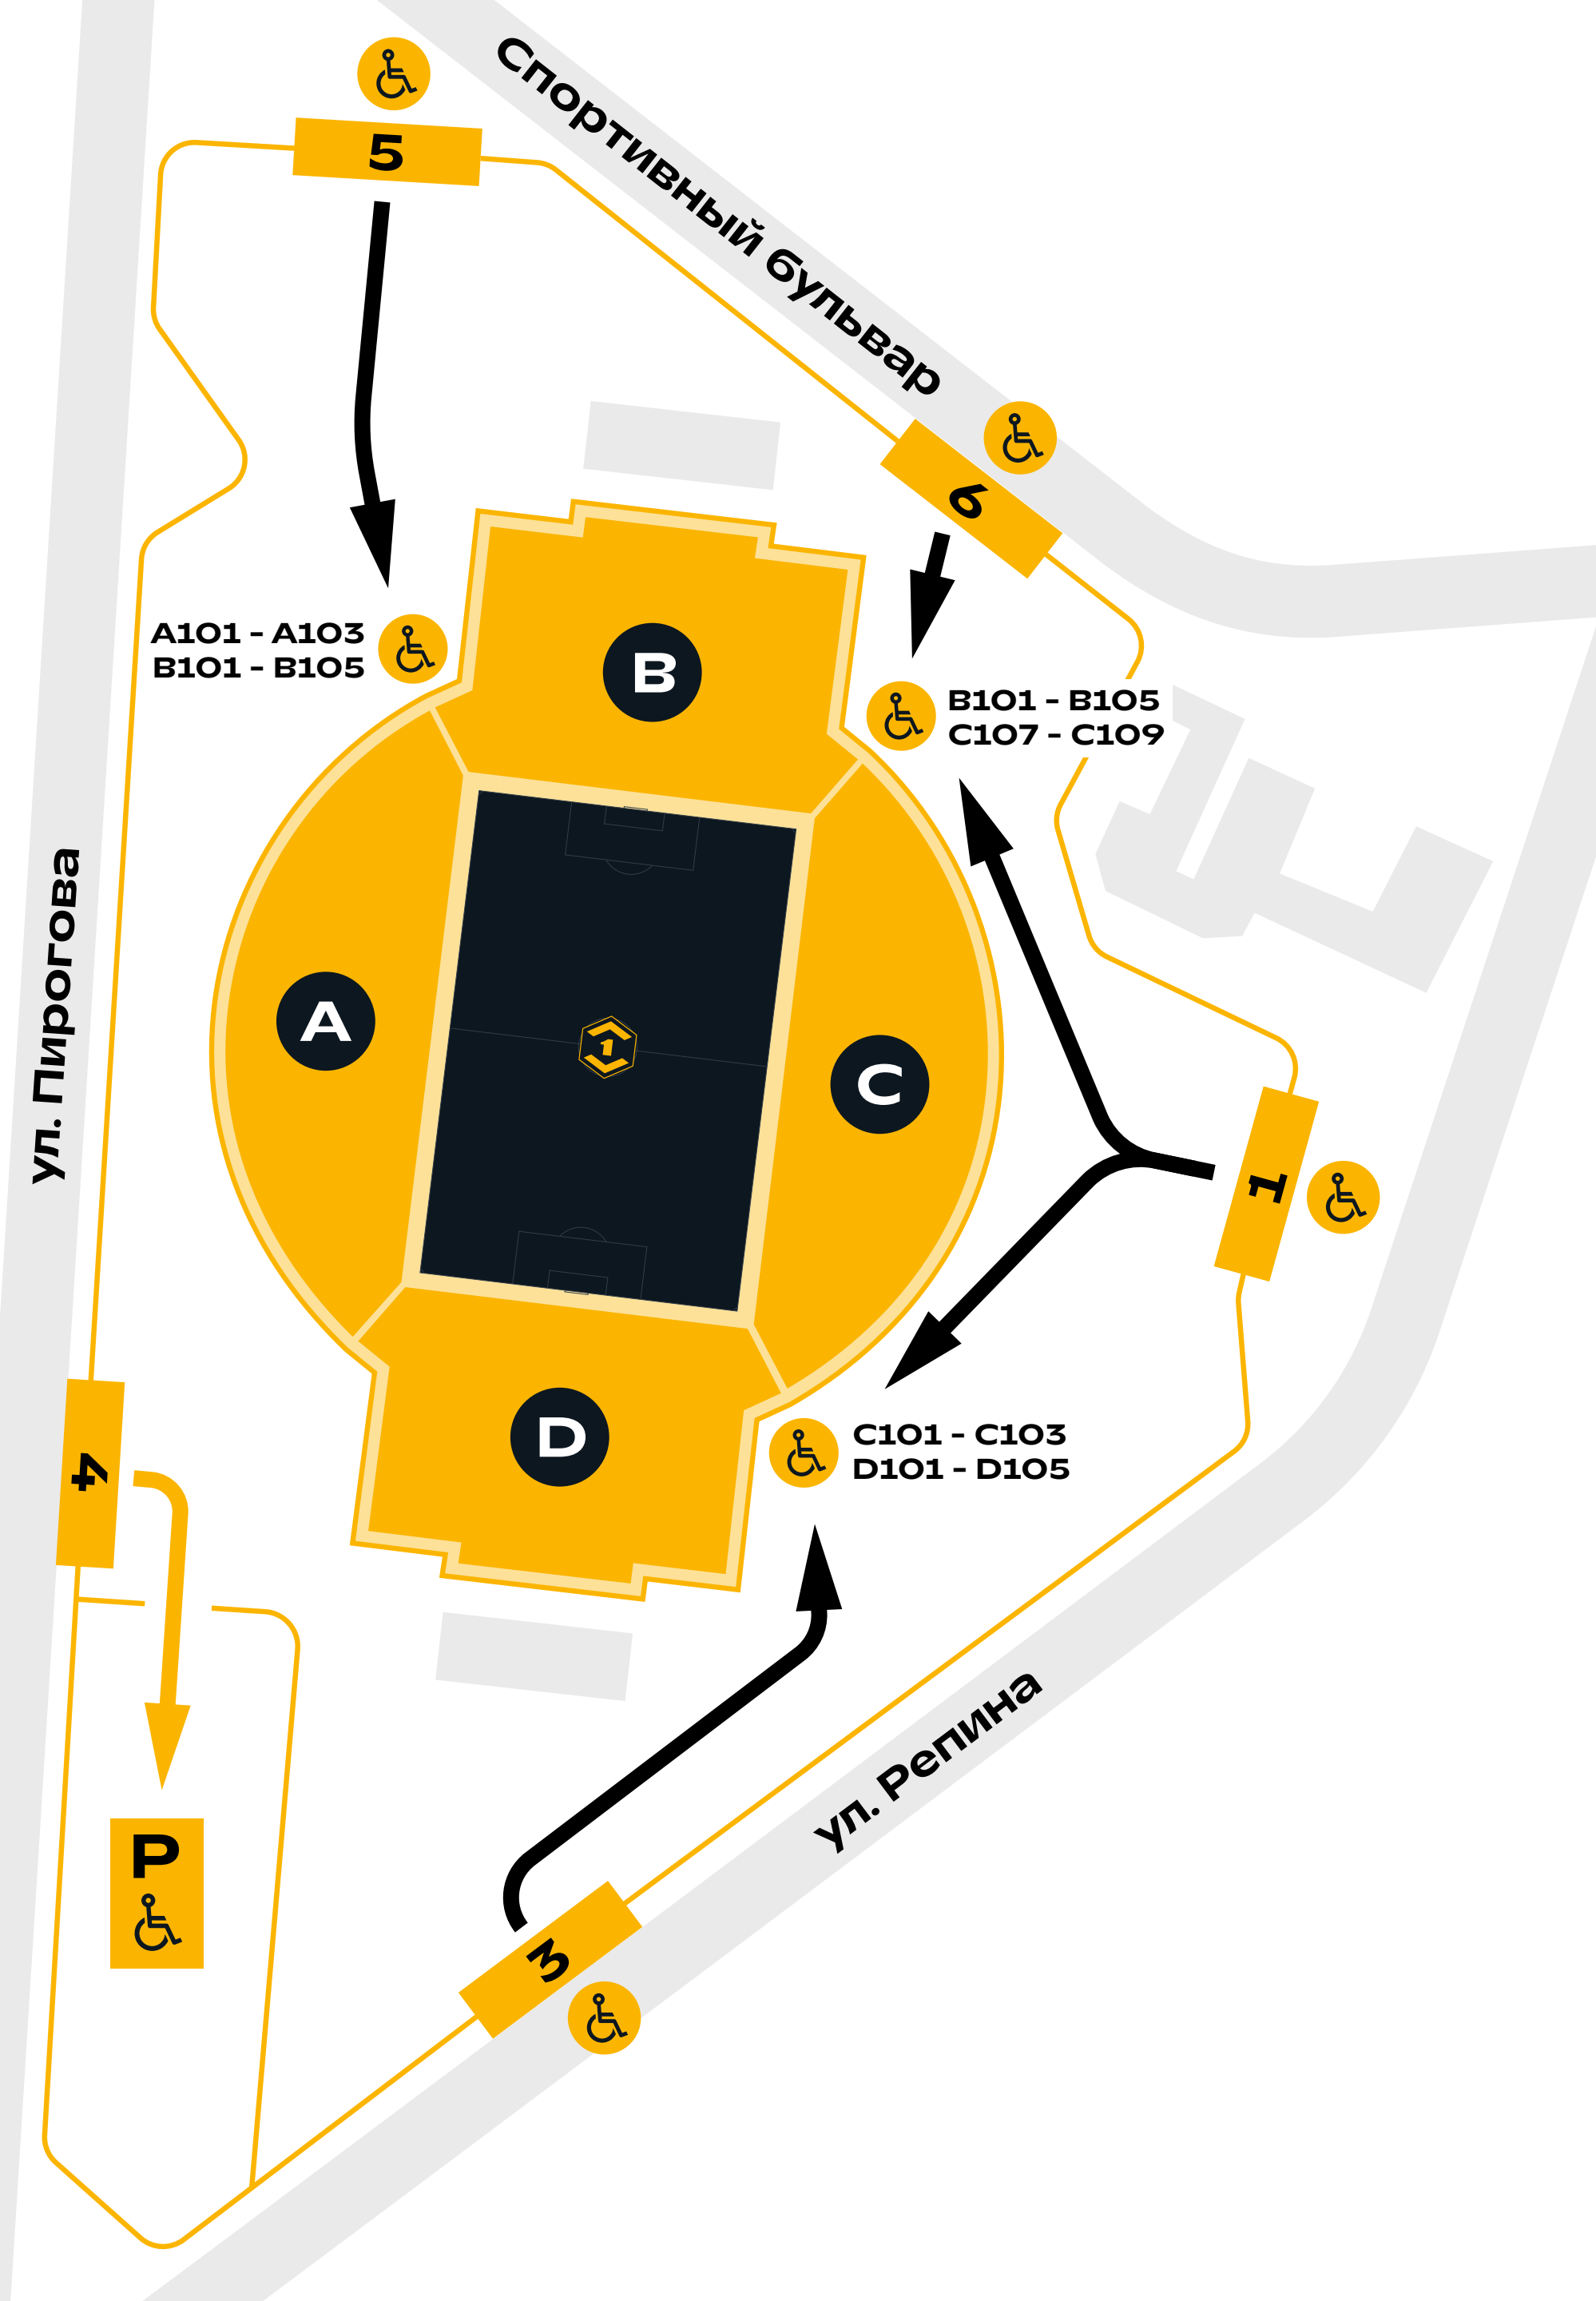 5
Спортивный бульвар
6
A101 - A103
B101 - B105
B
B101 - B105
C107 - C109
ул. Пирогова
A
1
C
1
4
D
C101 - C103
D101 - D105
ул. Репина
P
3